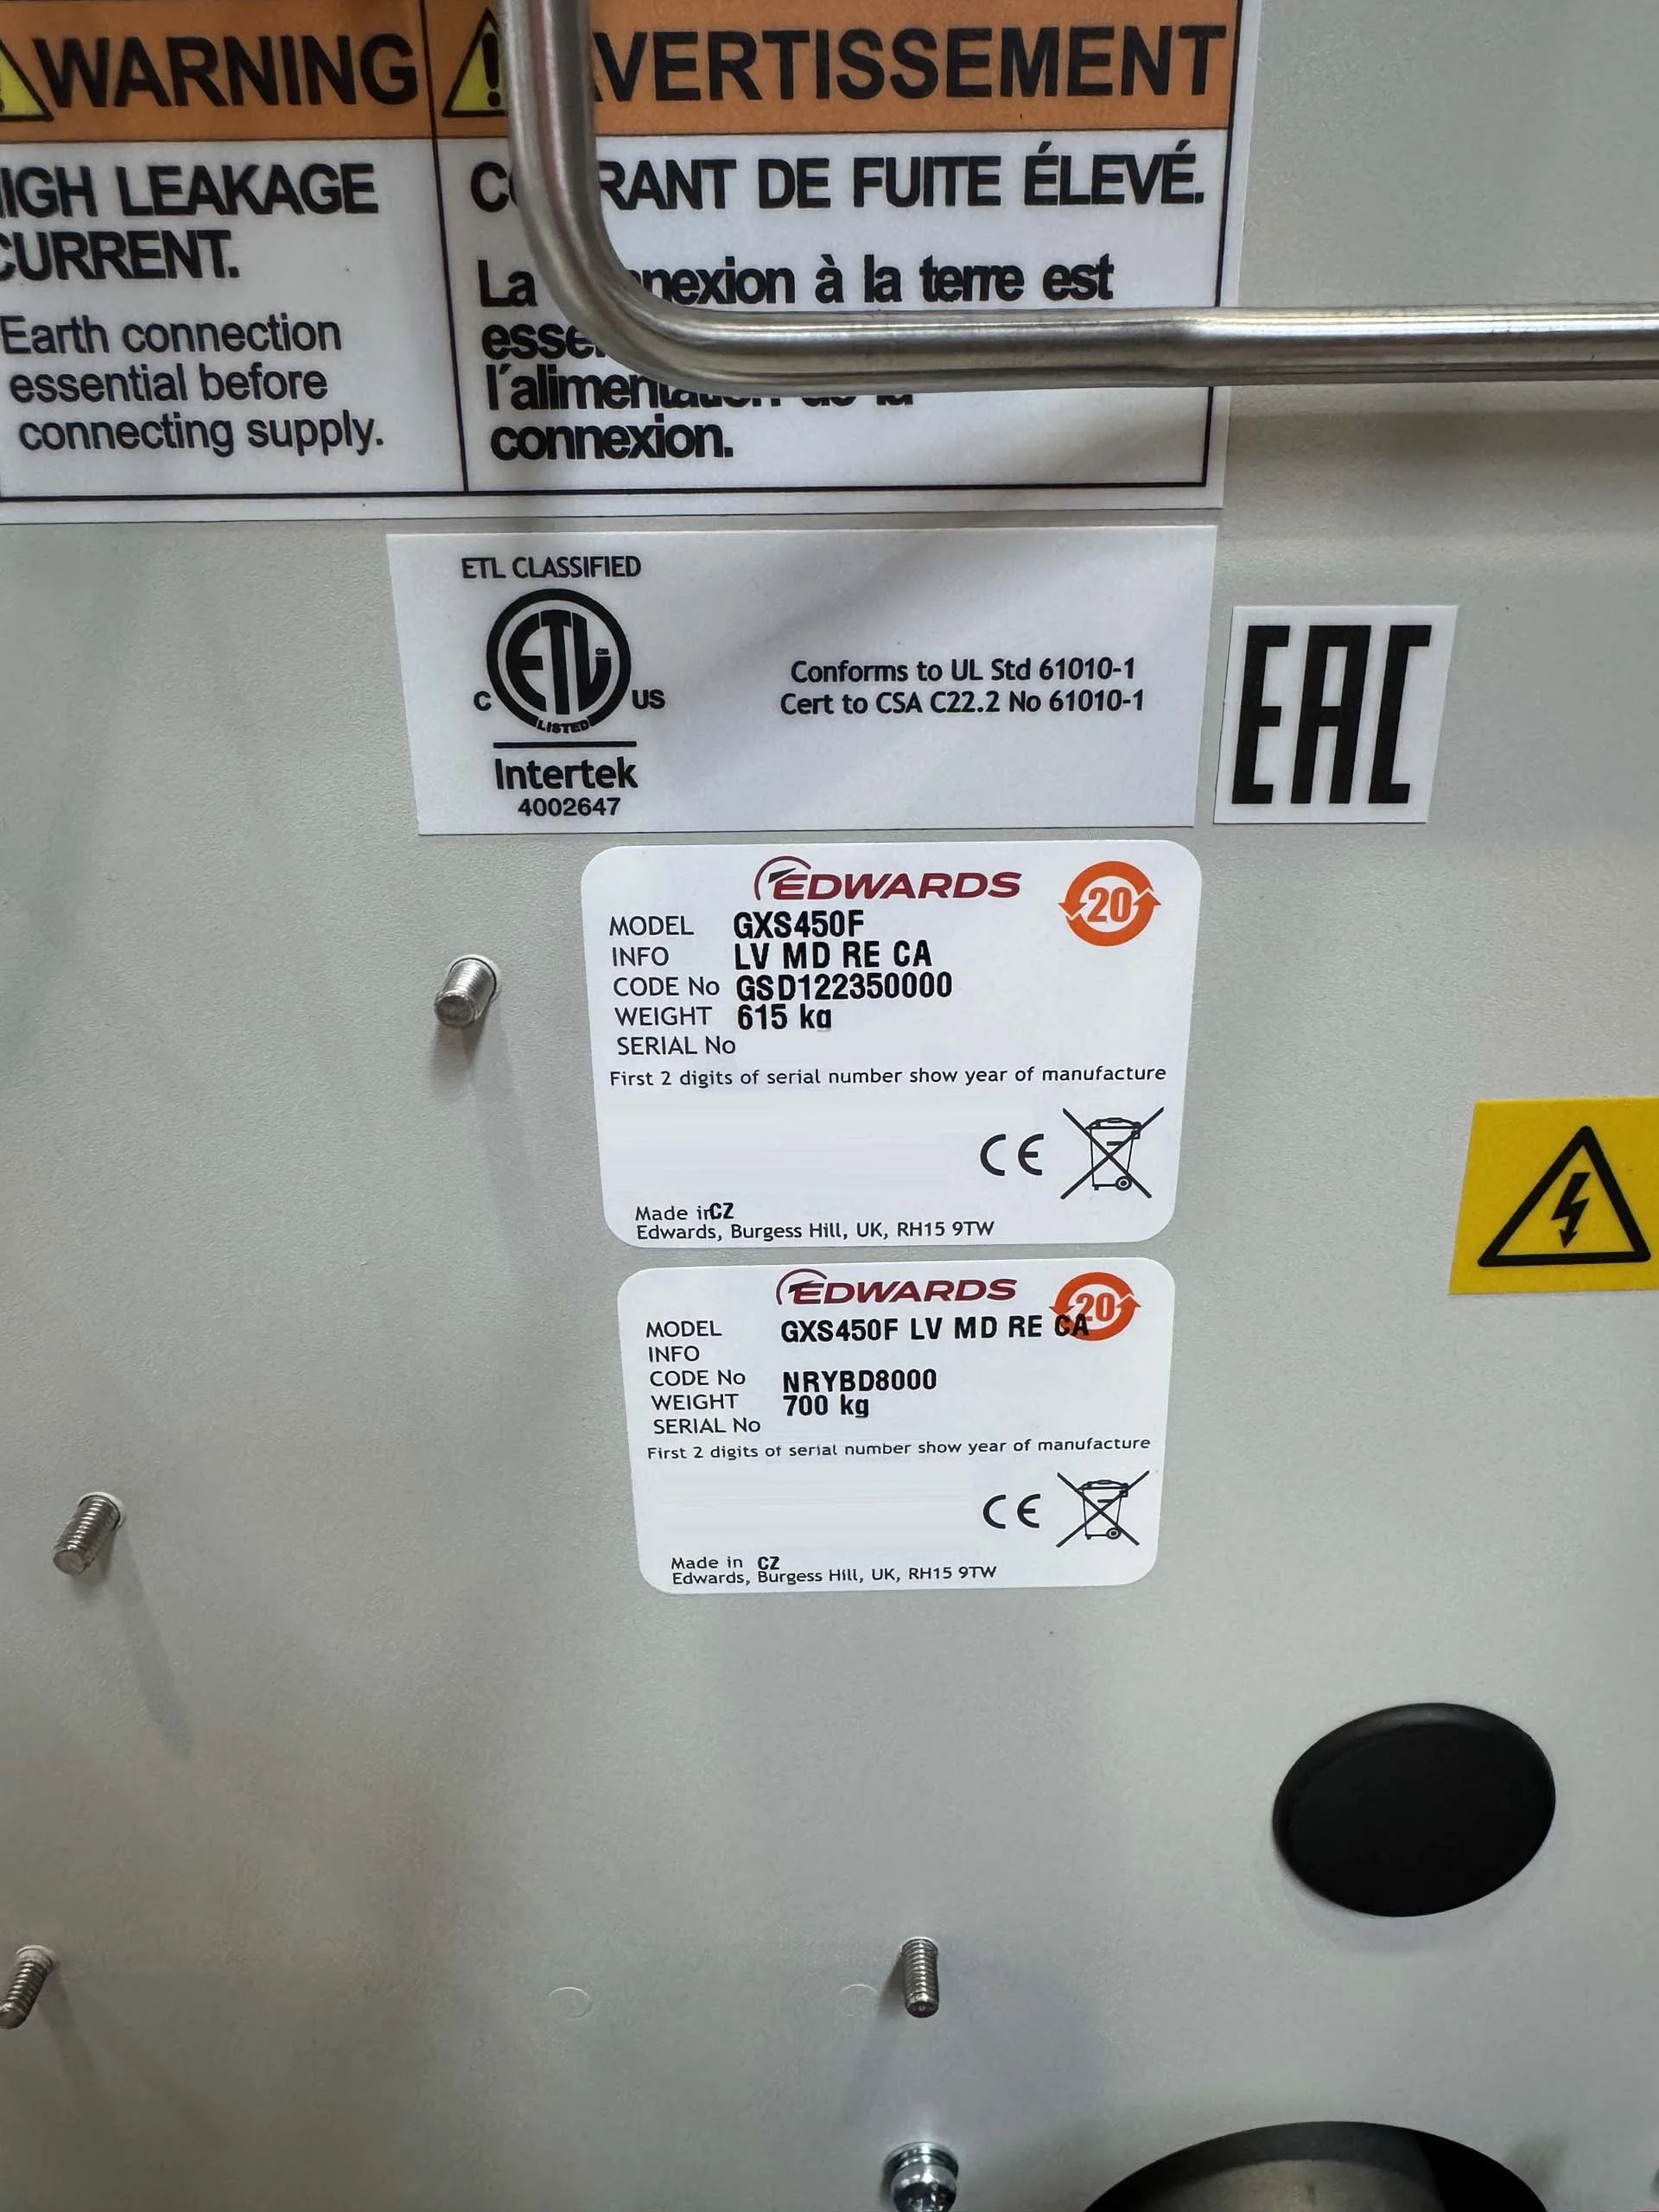 WARNING
HIGH LEAKAGE
CURRENT.
Earth connection
essential before
connecting supply.
VERTISSEMENT
RANT DE FUITE ÉLEVÉ.
La nexion à la terre est
connexion.
ETL CLASSIFIED
ETL
CM
C US
LISTED
Intertek
4002647
Conforms to UL Std 61010-1
Cert to CSA C22.2 No 61010-1
EAC
EDWARDS
20
MODEL GXS450F
INFO LV MD RE CA
CODE No GSD122350000
WEIGHT 615 kg
SERIAL No
First 2 digits of serial number show year of manufacture
CE
Made in CZ
Edwards, Burgess Hill, UK, RH15 9TW
EDWARDS
20
MODEL GXS450F LV MD RE CA
INFO
CODE No NRYBD8000
WEIGHT 700 kg
SERIAL No
First 2 digits of serial number show year of manufacture
CE
Made in CZ
Edwards, Burgess Hill, UK, RH15 9TW